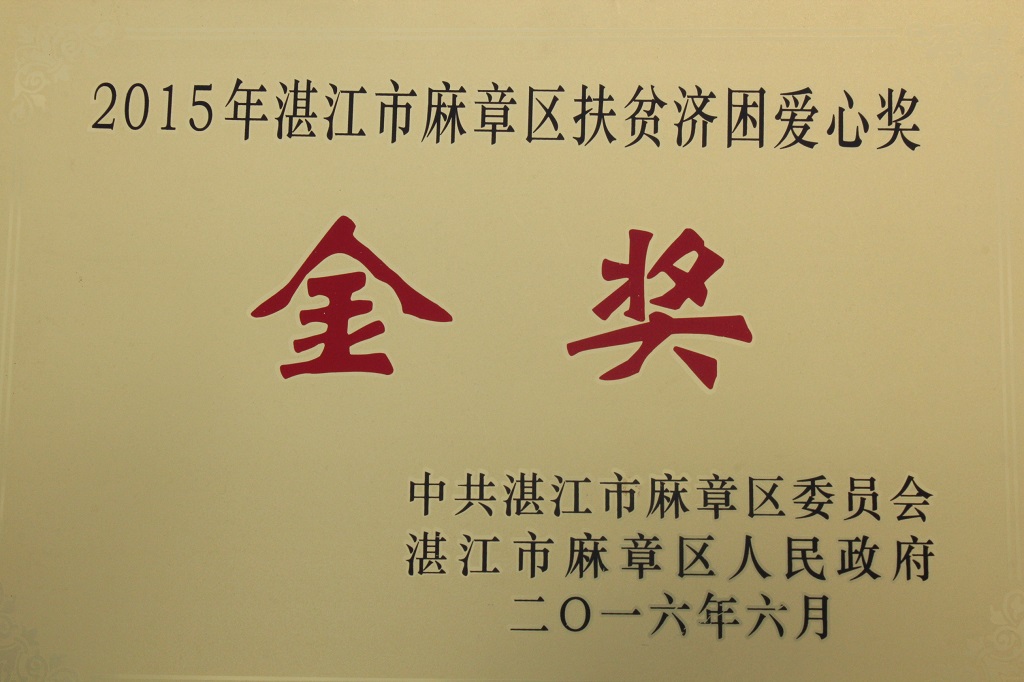 2015年湛江市麻章区扶贫济困爱心奖
金奖
中共湛江市麻章区委员会
湛江市麻章区人民政府
二〇一六年六月